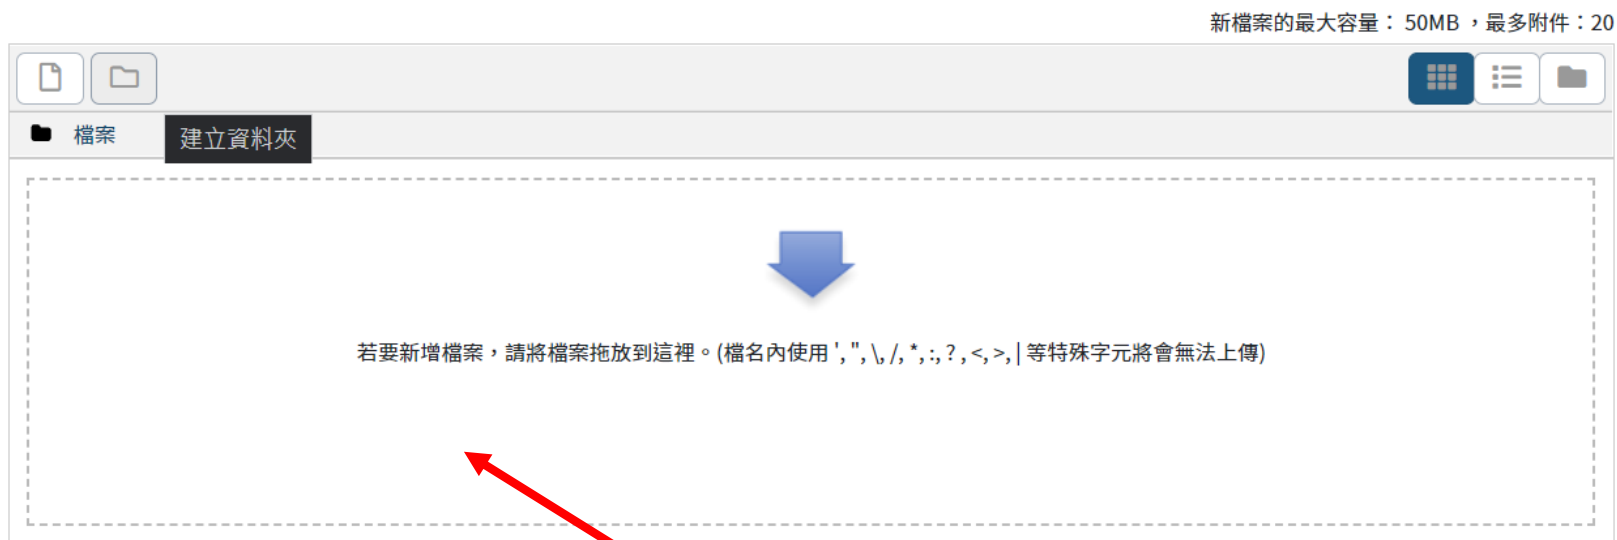 新檔案的最大容量： 50MB ，最多附件：20
檔案
建立資料夾
若要新增檔案，請將檔案拖放到這裡。(檔名內使用 ', ", \, /, *, :, ? , <, >, | 等特殊字元將會無法上傳)